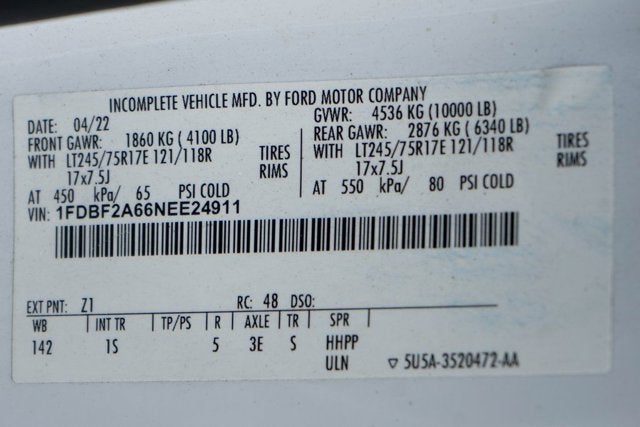 INCOMPLETE VEHICLE MFD. BY FORD MOTOR COMPANY
DATE: 04/22 GVWR: 4536 KG (10000 LB)
FRONT GAWR: 1860 KG ( 4100 LB) REAR GAWR: 2876 KG ( 6340 LB)
WITH LT245/75R17E 121/118R TIRES WITH LT245/75R17E 121/118R TIRES
17x7.5J RIMS 17x7.5J RIMS
AT 450 kPa/ 65 PSI COLD AT 550 kPa/ 80 PSI COLD
VIN: 1FDBF2A66NEE24911
EXT PNT: Z1 RC: 48 DSO:
WB | INT TR | TP/PS | R | AXLE | TR | SPR |
142 1S 5 3E S HHPP
ULN ▽ 5U5A-3520472-AA